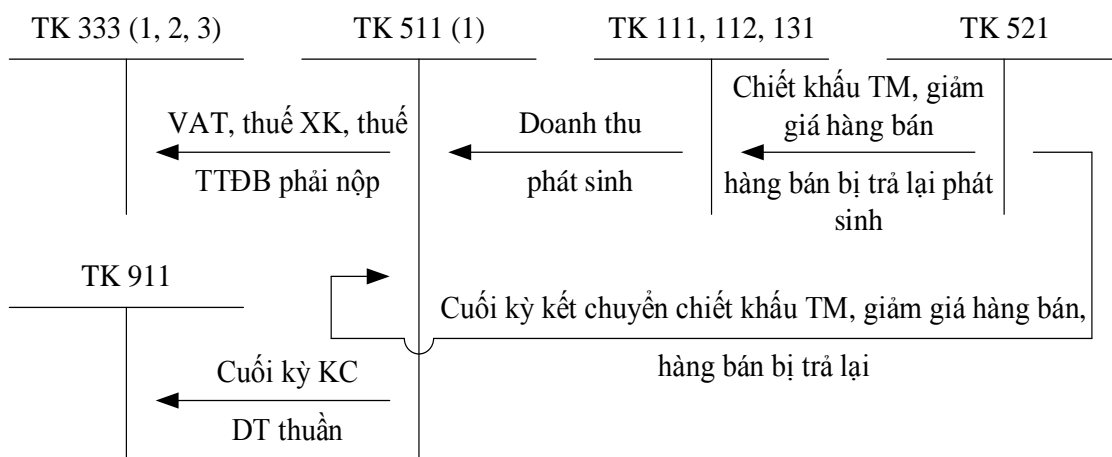 TK 333 (1, 2, 3)
TK 511 (1)
TK 111, 112, 131
TK 521
VAT, thuế XK, thuế
TTĐB phải nộp
Doanh thu
phát sinh
Chiết khấu TM, giảm
giá hàng bán
hàng bán bị trả lại phát
sinh
TK 911
Cuối kỳ kết chuyển chiết khấu TM, giảm giá hàng bán,
hàng bán bị trả lại
Cuối kỳ KC
DT thuần